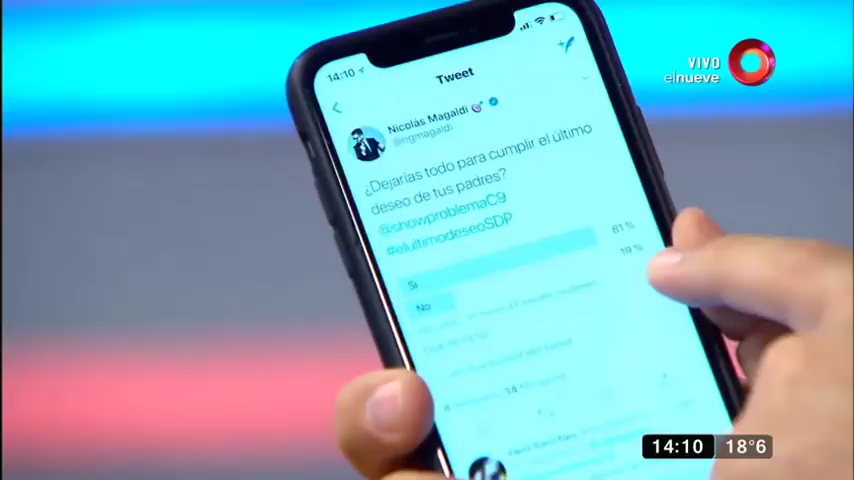 VIVO
elnueve
14:10
Tweet
Nicolás Magaldi
@ngmagaldi
¿Dejarías todo para cumplir el último
deseo de tus padres?
@showproblemaC9
#elultimodeseoSDP
Si 81%
No 19%
14:10 18°6